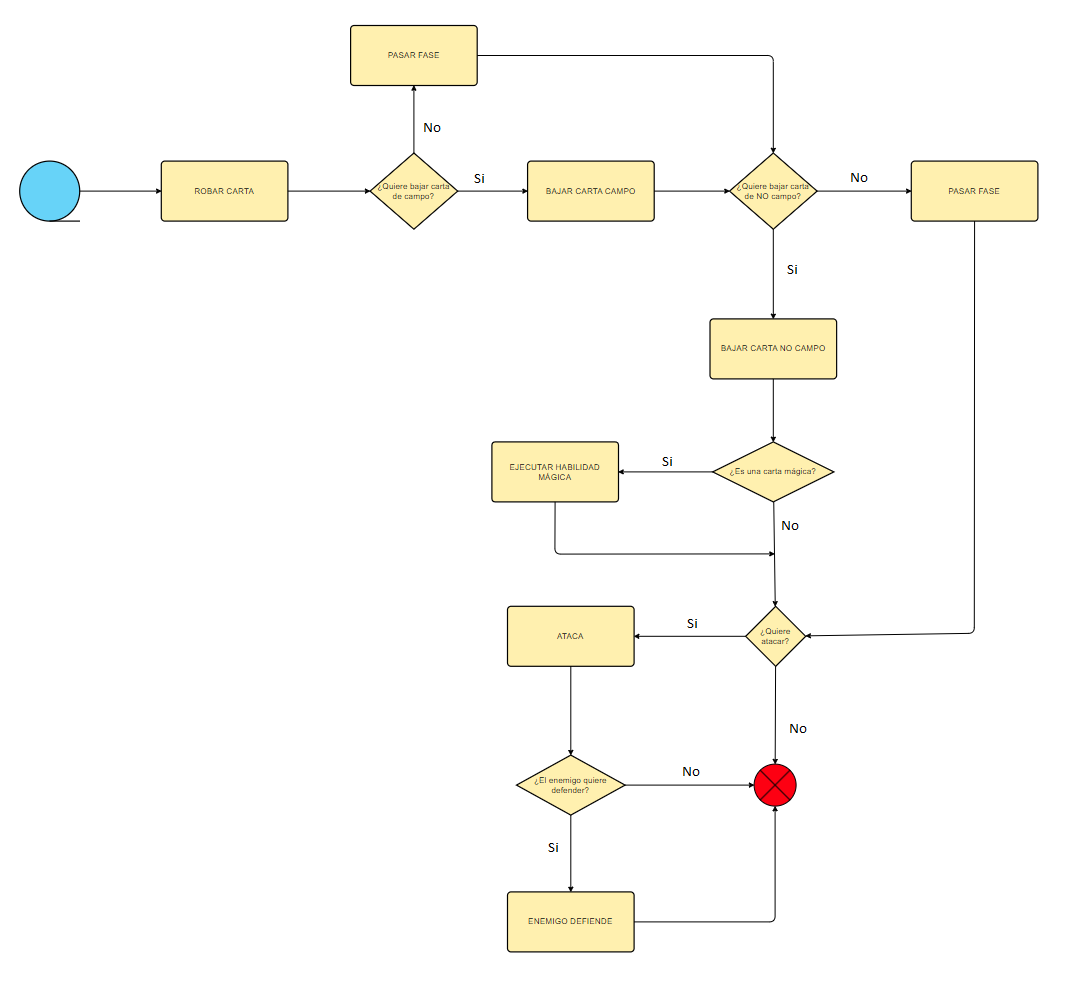 PASAR FASE
No
ROBAR CARTA
¿Quiere bajar carta
de campo?
Si
BAJAR CARTA CAMPO
¿Quiere bajar carta
de NO campo?
No
PASAR FASE
Si
BAJAR CARTA NO CAMPO
EJECUTAR HABILIDAD
MÁGICA
Si
¿Es una carta mágica?
No
ATACA
Si
¿Quiere
atacar?
No
¿El enemigo quiere
defender?
No
Si
ENEMIGO DEFIENDE